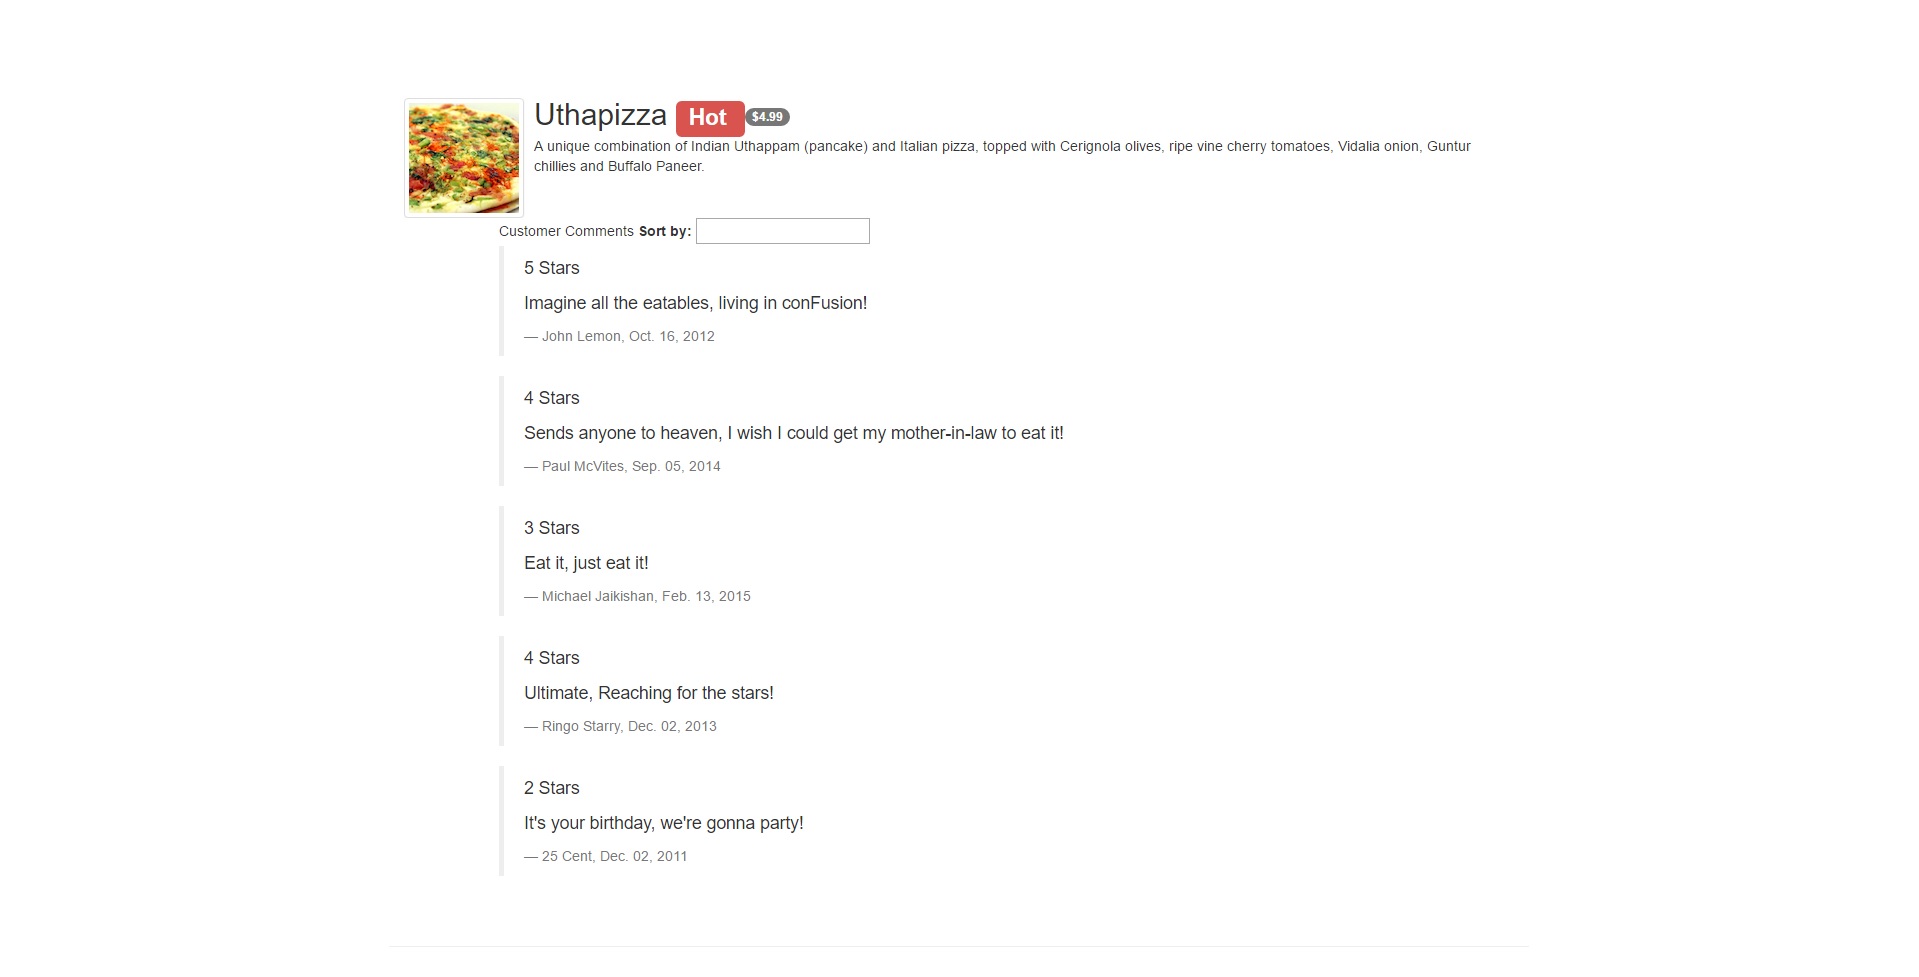 Uthapizza Hot $4.99
A unique combination of Indian Uthappam (pancake) and Italian pizza, topped with Cerignola olives, ripe vine cherry tomatoes, Vidalia onion, Guntur
chillies and Buffalo Paneer.
Customer Comments Sort by:
5 Stars
Imagine all the eatables, living in conFusion!
— John Lemon, Oct. 16, 2012
4 Stars
Sends anyone to heaven, I wish I could get my mother-in-law to eat it!
— Paul McVites, Sep. 05, 2014
3 Stars
Eat it, just eat it!
— Michael Jaikishan, Feb. 13, 2015
4 Stars
Ultimate, Reaching for the stars!
— Ringo Starry, Dec. 02, 2013
2 Stars
It's your birthday, we're gonna party!
— 25 Cent, Dec. 02, 2011